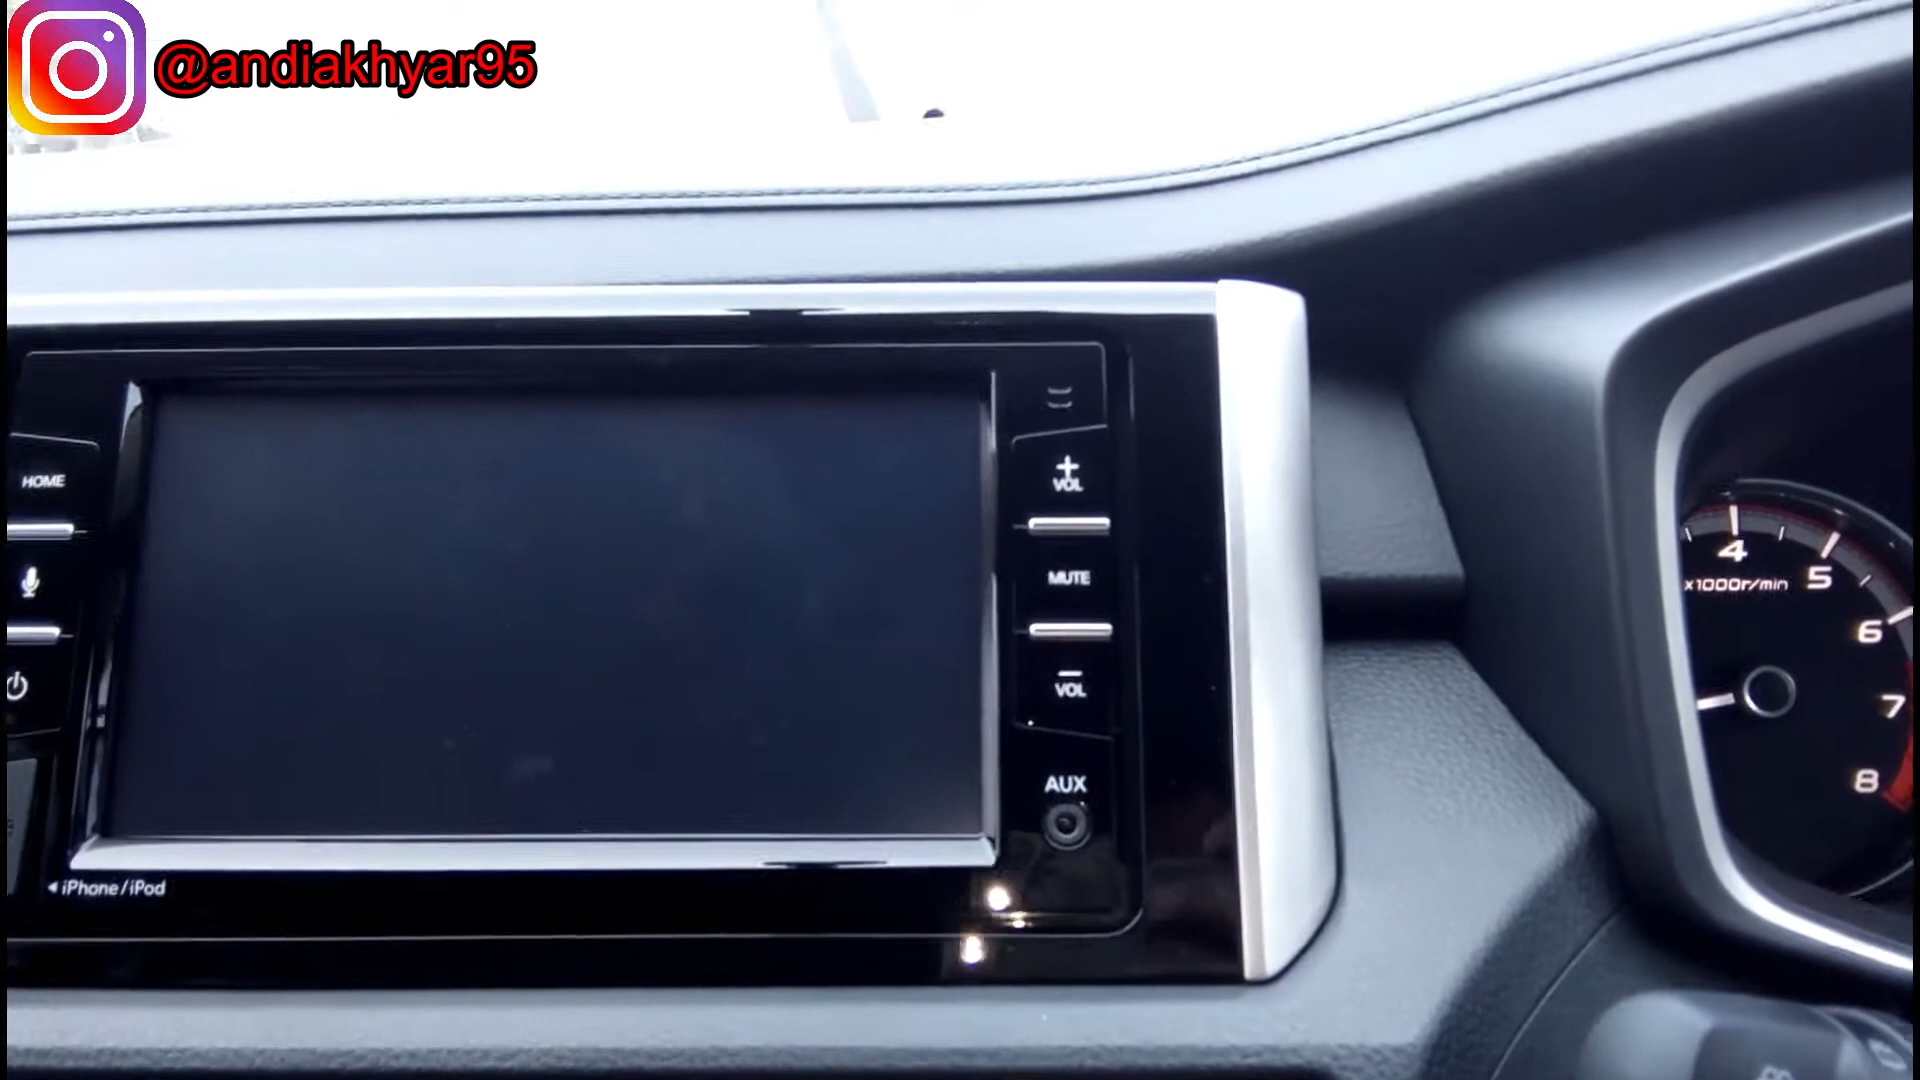 @andiakhyar95
HOME
+
VOL
MUTE
−
VOL
AUX
◄iPhone/iPod
4
x1000r/min
5
6
7
8